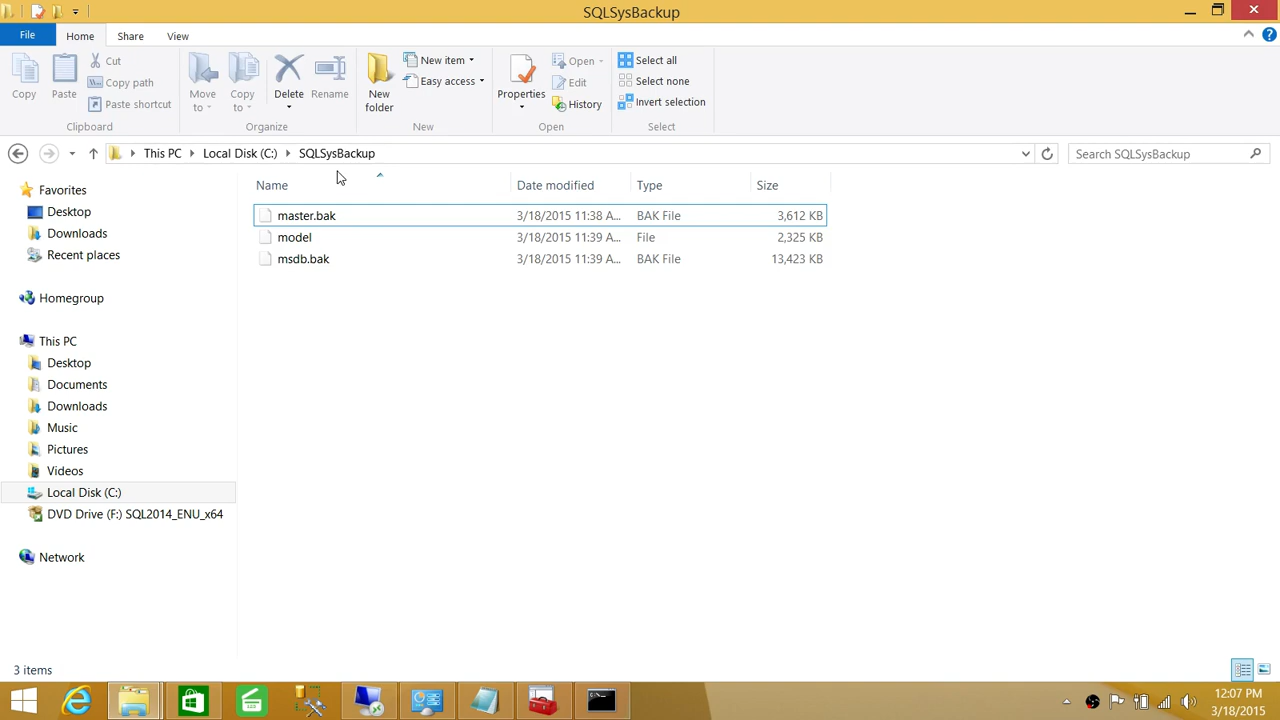 SQLSysBackup
File Home Share View
Copy
Paste
Cut
Copy path
Paste shortcut
Clipboard
Move to
Copy to
Delete
Rename
Organize
New folder
New item
Easy access
New
Properties
Open
Edit
History
Open
Select all
Select none
Invert selection
Select
This PC Local Disk (C:) SQLSysBackup
Search SQLSysBackup
Name Date modified Type Size
master.bak 3/18/2015 11:38 A... BAK File 3,612 KB
model 3/18/2015 11:39 A... File 2,325 KB
msdb.bak 3/18/2015 11:39 A... BAK File 13,423 KB
Favorites
Desktop
Downloads
Recent places
Homegroup
This PC
Desktop
Documents
Downloads
Music
Pictures
Videos
Local Disk (C:)
DVD Drive (F:) SQL2014_ENU_x64
Network
3 items
12:07 PM
3/18/2015